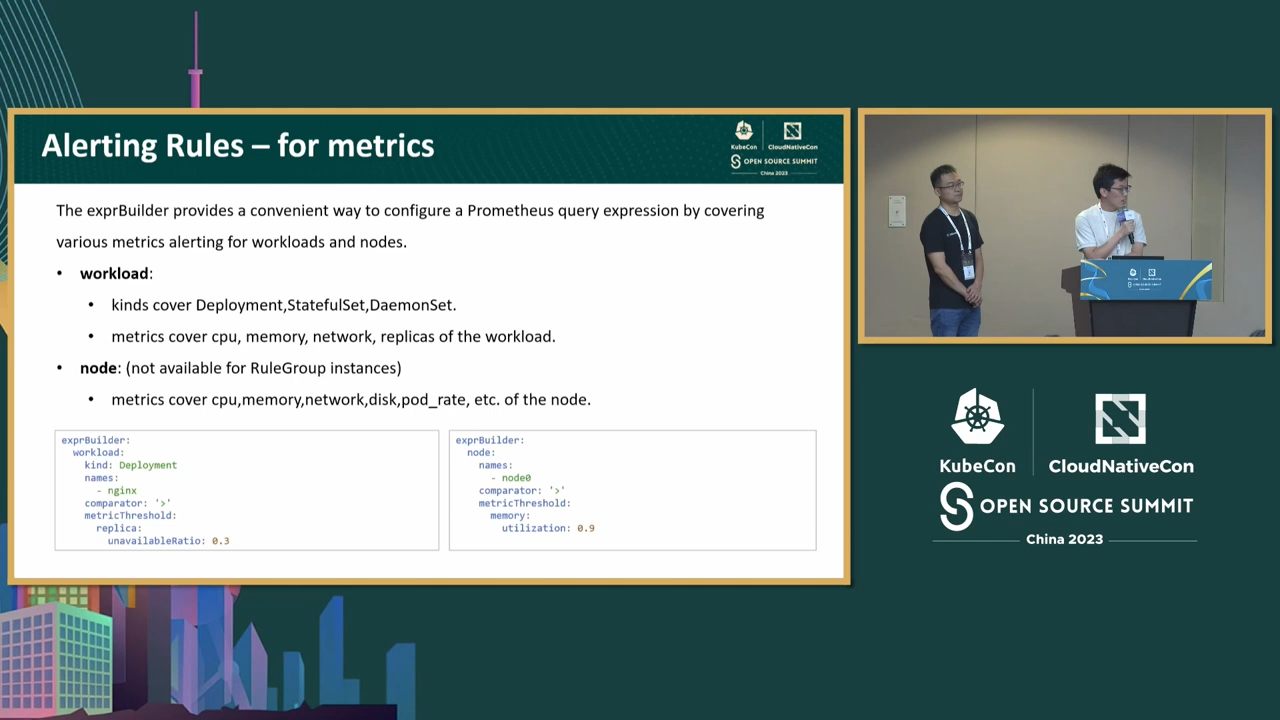 Alerting Rules – for metrics
KubeCon
CloudNativeCon
OPEN SOURCE SUMMIT
China 2023
The exprBuilder provides a convenient way to configure a Prometheus query expression by covering
various metrics alerting for workloads and nodes.
• workload:
• kinds cover Deployment,StatefulSet,DaemonSet.
• metrics cover cpu, memory, network, replicas of the workload.
• node: (not available for RuleGroup instances)
• metrics cover cpu,memory,network,disk,pod_rate, etc. of the node.
exprBuilder:
workload:
kind: Deployment
names:
- nginx
comparator: '>'
metricThreshold:
replica:
unavailableRatio: 0.3
exprBuilder:
node:
names:
- node0
comparator: '>'
metricThreshold:
memory:
utilization: 0.9
KubeCon
CloudNativeCon
OPEN SOURCE SUMMIT
China 2023